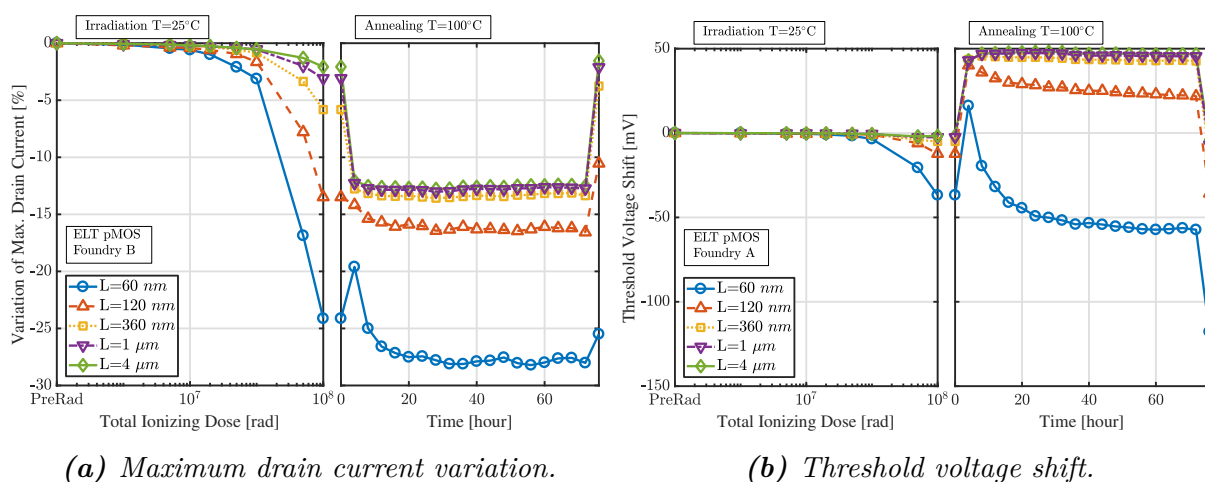 Irradiation T=25°C
Annealing T=100°C
Variation of Max. Drain Current [%]
0
-5
-10
-15
-20
-25
-30
ELT pMOS
Foundry B
L=60 nm
L=120 nm
L=360 nm
L=1 μm
L=4 μm
PreRad
10^7
10^8
0
20
40
60
Total Ionizing Dose [rad]
Time [hour]
(a) Maximum drain current variation.
Irradiation T=25°C
Annealing T=100°C
Threshold Voltage Shift [mV]
50
0
-50
-100
-150
ELT pMOS
Foundry A
L=60 nm
L=120 nm
L=360 nm
L=1 μm
L=4 μm
PreRad
10^7
10^8
0
20
40
60
Total Ionizing Dose [rad]
Time [hour]
(b) Threshold voltage shift.